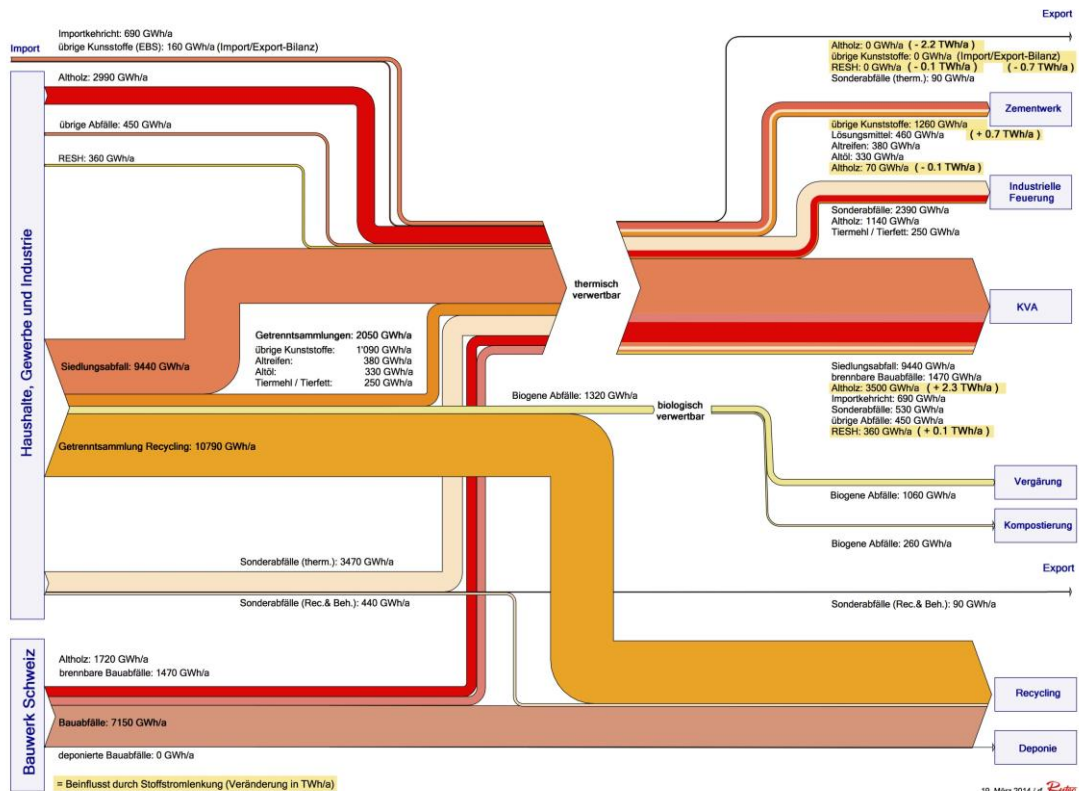 Export
Importkehricht: 690 GWh/a
Import
übrige Kunsstoffe (EBS): 160 GWh/a (Import/Export-Bilanz)
Altholz: 0 GWh/a ( - 2.2 TWh/a)
übrige Kunststoffe: 0 GWh/a (Import/Export-Bilanz)
RESH: 0 GWh/a ( - 0.1 TWh/a) ( - 0.7 TWh/a)
Sonderabfälle (therm.): 90 GWh/a
Haushalte, Gewerbe und Industrie
Altholz: 2990 GWh/a
Zementwerk
übrige Abfälle: 450 GWh/a
übrige Kunststoffe: 1260 GWh/a
Lösungsmittel: 460 GWh/a ( + 0.7 TWh/a)
Altreifen: 380 GWh/a
Altöl: 330 GWh/a
Altholz: 70 GWh/a ( - 0.1 TWh/a)
RESH: 360 GWh/a
Industrielle
Feuerung
Sonderabfälle: 2390 GWh/a
Altholz: 1140 GWh/a
Tiermehl / Tierfett: 250 GWh/a
thermisch
verwertbar
KVA
Getrenntsammlungen: 2050 GWh/a
übrige Kunststoffe: 1'090 GWh/a
Altreifen: 380 GWh/a
Altöl: 330 GWh/a
Tiermehl / Tierfett: 250 GWh/a
Siedlungsabfall: 9440 GWh/a
Siedlungsabfall: 9440 GWh/a
brennbare Bauabfälle: 1470 GWh/a
Altholz: 3500 GWh/a ( + 2.3 TWh/a)
Importkehricht: 690 GWh/a
Sonderabfälle: 530 GWh/a
übrige Abfälle: 450 GWh/a
RESH: 360 GWh/a ( + 0.1 TWh/a)
Biogene Abfälle: 1320 GWh/a
biologisch
verwertbar
Getrenntsammlung Recycling: 10790 GWh/a
Vergärung
Biogene Abfälle: 1060 GWh/a
Kompostierung
Biogene Abfälle: 260 GWh/a
Sonderabfälle (therm.): 3470 GWh/a
Export
Sonderabfälle (Rec.& Beh.): 440 GWh/a
Sonderabfälle (Rec.& Beh.): 90 GWh/a
Bauwerk Schweiz
Altholz: 1720 GWh/a
brennbare Bauabfälle: 1470 GWh/a
Recycling
Bauabfälle: 7150 GWh/a
Deponie
deponierte Bauabfälle: 0 GWh/a
= Beinflusst durch Stoffstromlenkung (Veränderung in TWh/a)
19. März 2014 / rf